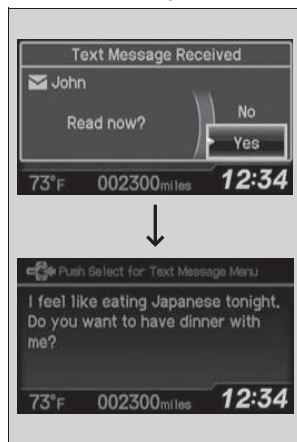 Text Message Received
John
Read now?
No
Yes
73°F 002300miles 12:34
Push Select for Text Message Menu
I feel like eating Japanese tonight.
Do you want to have dinner with
me?
73°F 002300miles 12:34